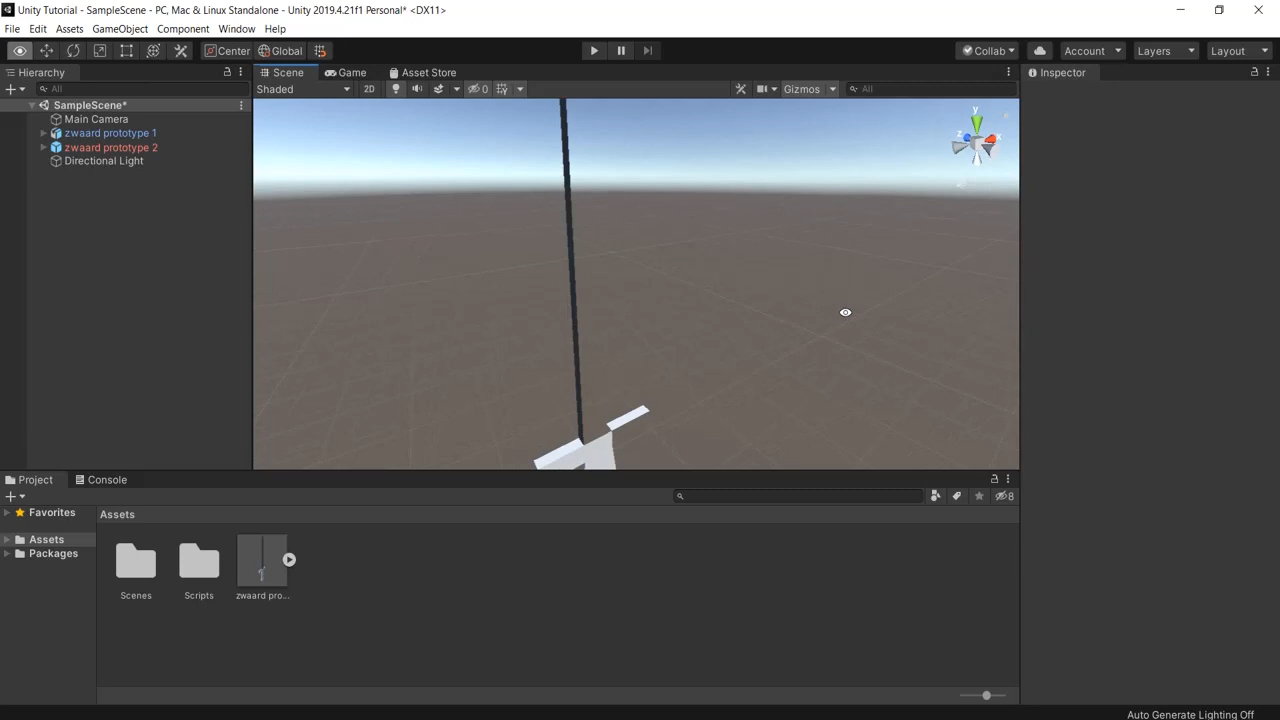 Unity Tutorial - SampleScene - PC, Mac & Linux Standalone - Unity 2019.4.21f1 Personal* <DX11>
File Edit Assets GameObject Component Window Help
Center Global Collab Account Layers Layout
Hierarchy Scene Game Asset Store Inspector
All Shaded 2D 0 Gizmos All
SampleScene*
Main Camera
zwaard prototype 1
zwaard prototype 2
Directional Light
y
z x
Project Console
8
Favorites
Assets
Assets
Packages
Scenes Scripts zwaard pro...
Auto Generate Lighting Off